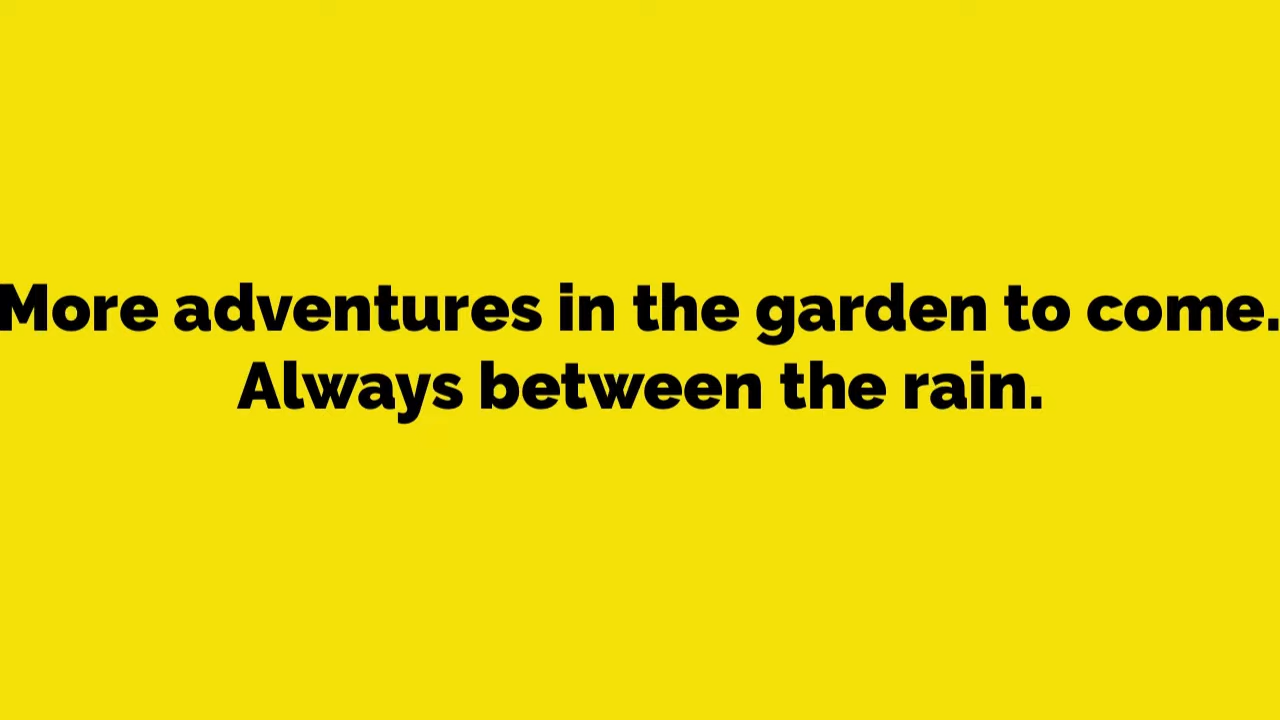 More adventures in the garden to come.
Always between the rain.